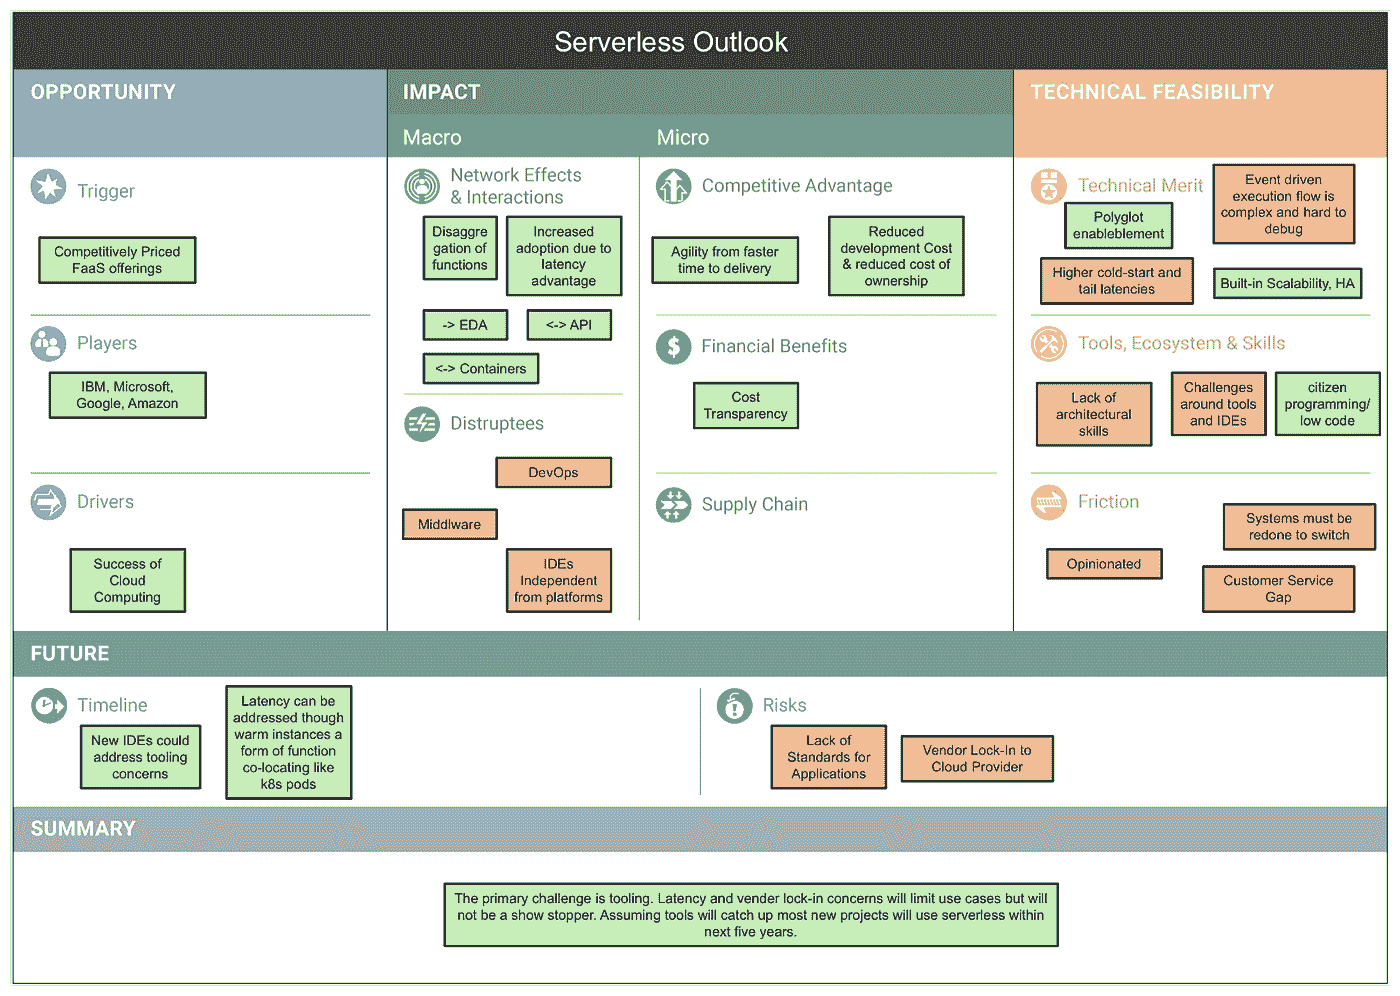 Serverless Outlook
OPPORTUNITY
Trigger
Competitively Priced
FaaS offerings
Players
IBM, Microsoft,
Google, Amazon
Drivers
Success of
Cloud
Computing
IMPACT
Macro
Network Effects
& Interactions
Disaggre
gation of
functions
Increased
adoption due to
latency
advantage
-> EDA
<-> API
<-> Containers
Distruptees
DevOps
Middlware
IDEs
Independent
from platforms
Micro
Competitive Advantage
Agility from faster
time to delivery
Reduced
development Cost
& reduced cost of
ownership
Financial Benefits
Cost
Transparency
Supply Chain
TECHNICAL FEASIBILITY
Technical Merit
Event driven
execution flow is
complex and hard to
debug
Polyglot
enableblement
Higher cold-start and
tail latencies
Built-in Scalability, HA
Tools, Ecosystem & Skills
Lack of
architectural
skills
Challenges
around tools
and IDEs
citizen
programming/
low code
Friction
Systems must be
redone to switch
Opinionated
Customer Service
Gap
FUTURE
Timeline
New IDEs could
address tooling
concerns
Latency can be
addressed though
warm instances a
form of function
co-locating like
k8s pods
Risks
Lack of
Standards for
Applications
Vendor Lock-In to
Cloud Provider
SUMMARY
The primary challenge is tooling. Latency and vender lock-in concerns will limit use cases but will
not be a show stopper. Assuming tools will catch up most new projects will use serverless within
next five years.